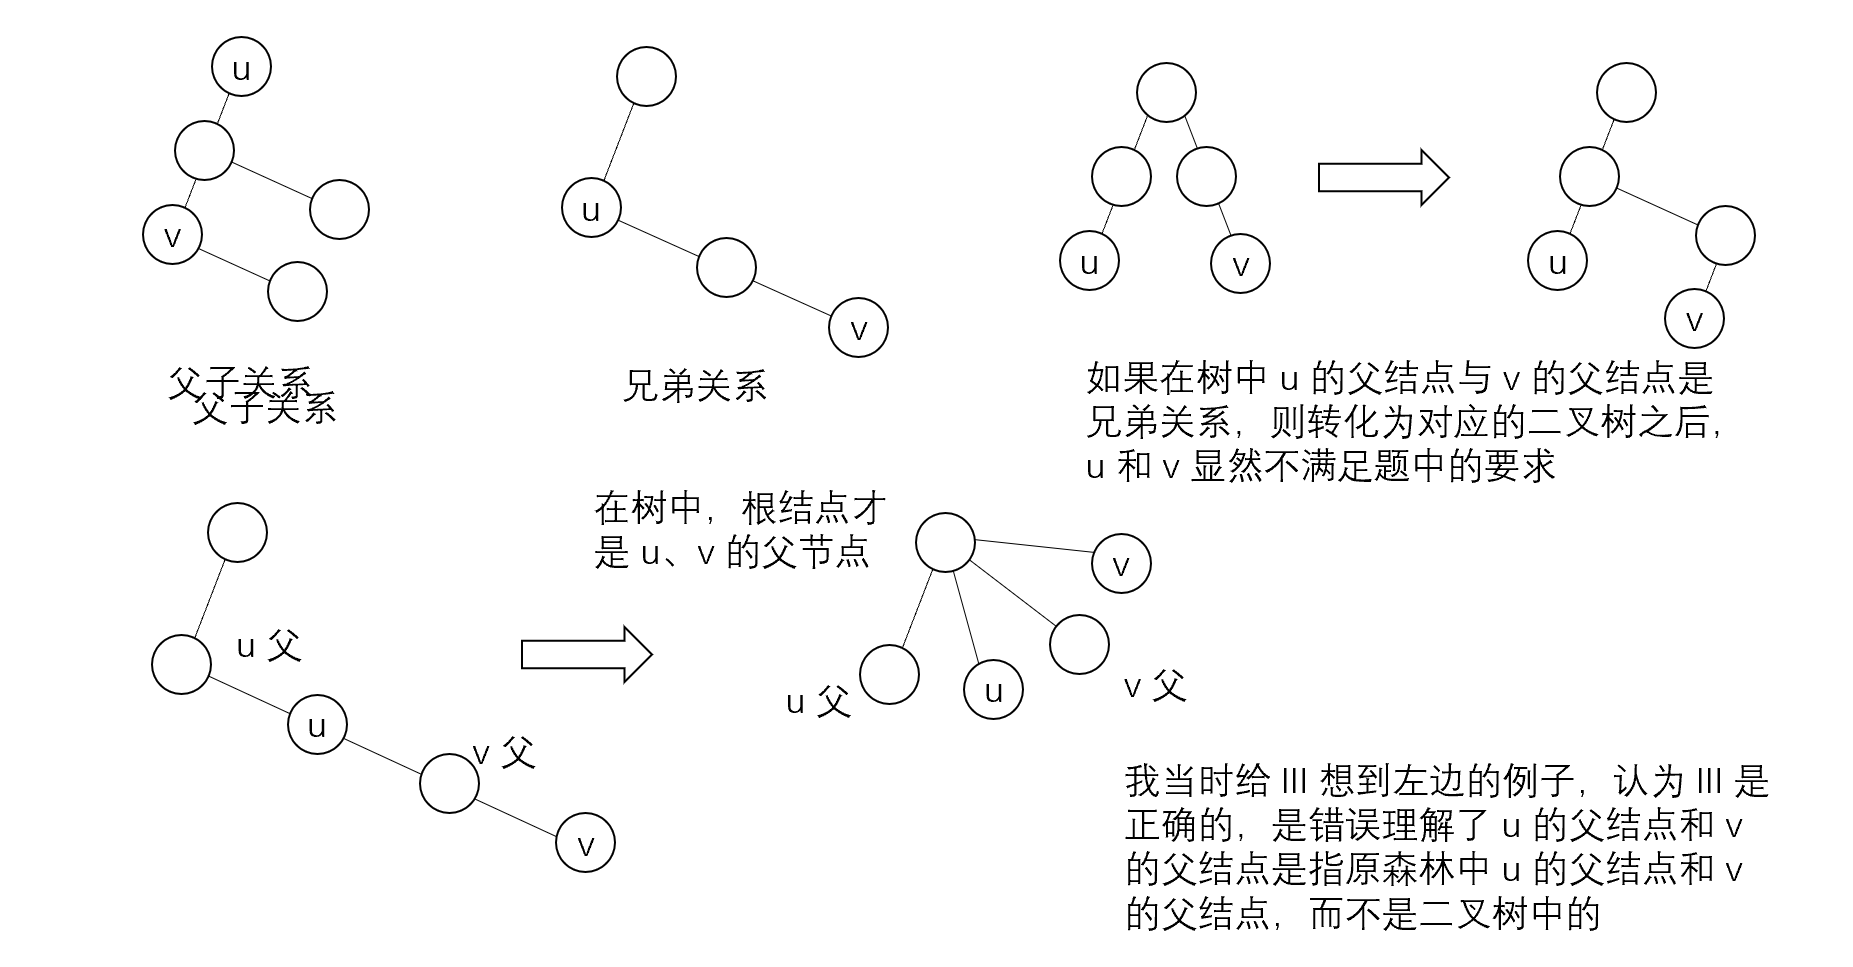 u
v
父子关系
父子关系
u
v
兄弟关系
u
v
u
v
如果在树中 u 的父结点与 v 的父结点是
兄弟关系，则转化为对应的二叉树之后，
u 和 v 显然不满足题中的要求
u 父
u
v 父
v
在树中，根结点才
是 u、v 的父节点
v
u 父
u
v 父
我当时给 III 想到左边的例子，认为 III 是
正确的，是错误理解了 u 的父结点和 v
的父结点是指原森林中 u 的父结点和 v
的父结点，而不是二叉树中的